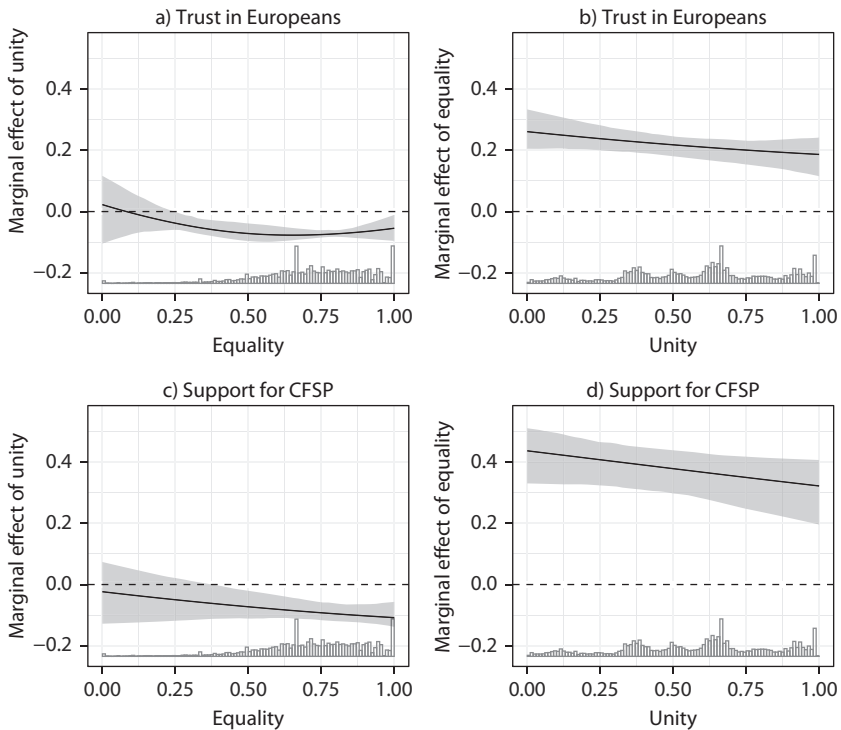 a) Trust in Europeans
Marginal effect of unity
0.4
0.2
0.0
−0.2
0.00 0.25 0.50 0.75 1.00
Equality
b) Trust in Europeans
Marginal effect of equality
0.4
0.2
0.0
−0.2
0.00 0.25 0.50 0.75 1.00
Unity
c) Support for CFSP
Marginal effect of unity
0.4
0.2
0.0
−0.2
0.00 0.25 0.50 0.75 1.00
Equality
d) Support for CFSP
Marginal effect of equality
0.4
0.2
0.0
−0.2
0.00 0.25 0.50 0.75 1.00
Unity